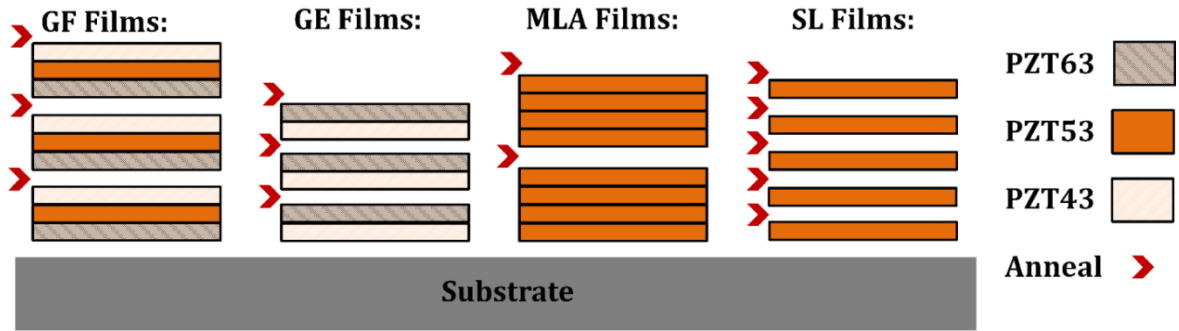 GF Films:
GE Films:
MLA Films:
SL Films:
PZT63
PZT53
PZT43
Anneal
Substrate